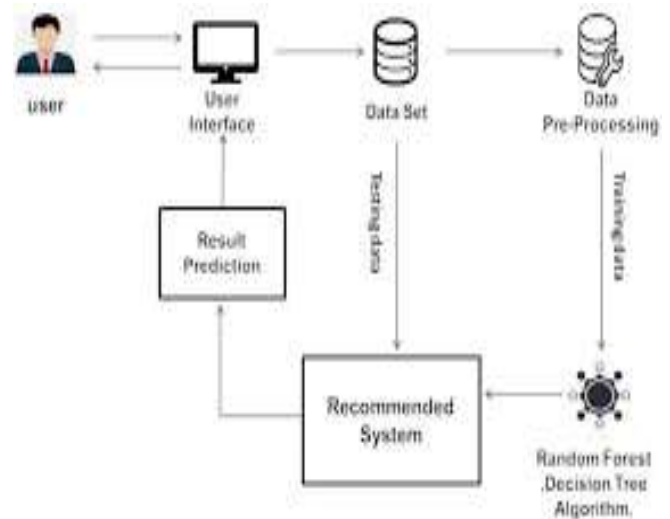 user
User
Interface
Data Set
Data
Pre-Processing
Testing data
Training data
Result
Prediction
Recommended
System
Random Forest
.Decision Tree
Algorithm.